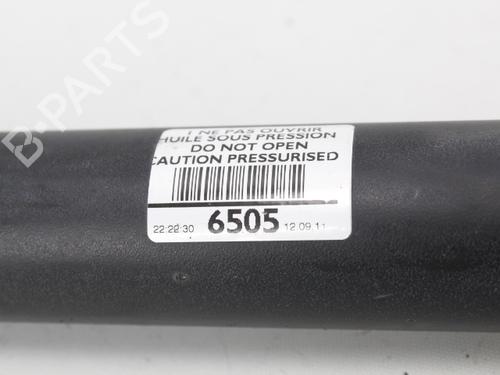 ! NE PAS OUVRIR
HUILE SOUS PRESSION
DO NOT OPEN
CAUTION PRESSURISED
22:22:30 6505 12.09.11
B-PARTS